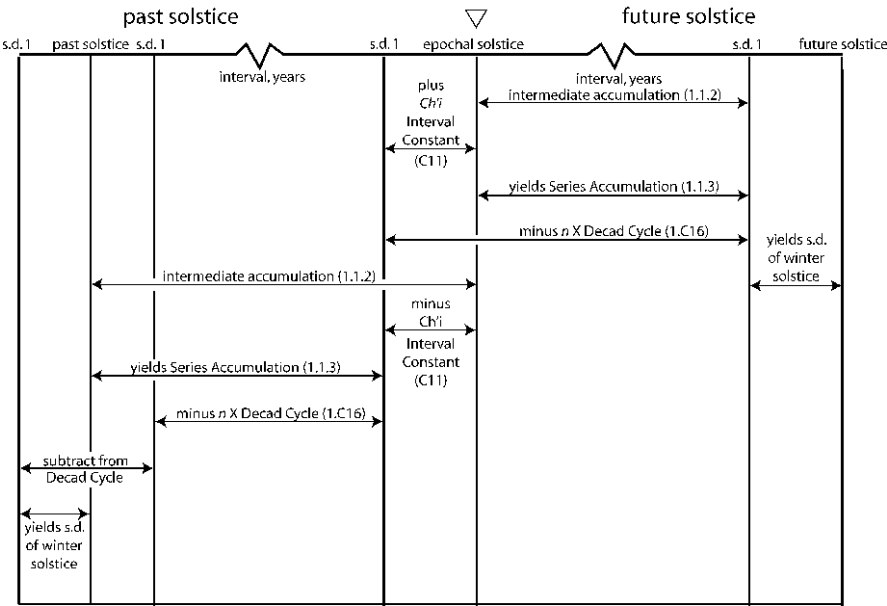 past solstice
future solstice
s.d. 1
past solstice
s.d. 1
s.d. 1
epochal solstice
s.d. 1
future solstice
interval, years
interval, years
plus
Ch'i
Interval
Constant
(C11)
intermediate accumulation (1.1.2)
yields Series Accumulation (1.1.3)
minus n X Decad Cycle (1.C16)
yields s.d.
of winter
solstice
intermediate accumulation (1.1.2)
minus
Ch'i
Interval
Constant
(C11)
yields Series Accumulation (1.1.3)
minus n X Decad Cycle (1.C16)
subtract from
Decad Cycle
yields s.d.
of winter
solstice